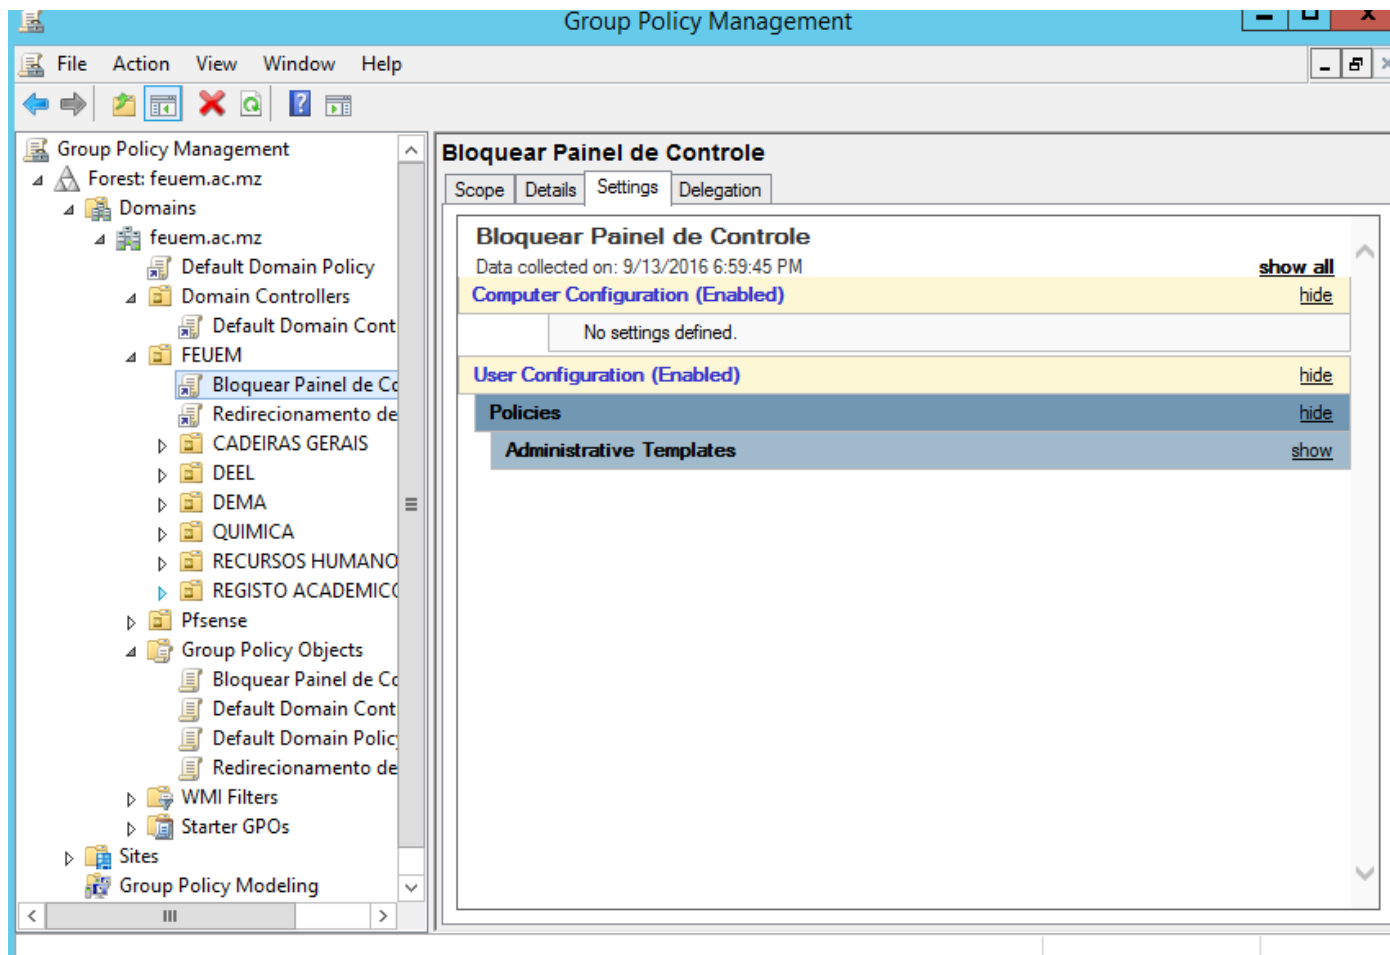 Group Policy Management
File Action View Window Help
Group Policy Management
Forest: feuem.ac.mz
Domains
feuem.ac.mz
Default Domain Policy
Domain Controllers
Default Domain Cont
FEUEM
Bloquear Painel de Co
Redirecionamento de
CADEIRAS GERAIS
DEEL
DEMA
QUIMICA
RECURSOS HUMANO
REGISTO ACADEMICO
Pfsense
Group Policy Objects
Bloquear Painel de Co
Default Domain Cont
Default Domain Polic
Redirecionamento de
WMI Filters
Starter GPOs
Sites
Group Policy Modeling
Bloquear Painel de Controle
Scope Details Settings Delegation
Bloquear Painel de Controle
Data collected on: 9/13/2016 6:59:45 PM show all
Computer Configuration (Enabled) hide
No settings defined.
User Configuration (Enabled) hide
Policies hide
Administrative Templates show